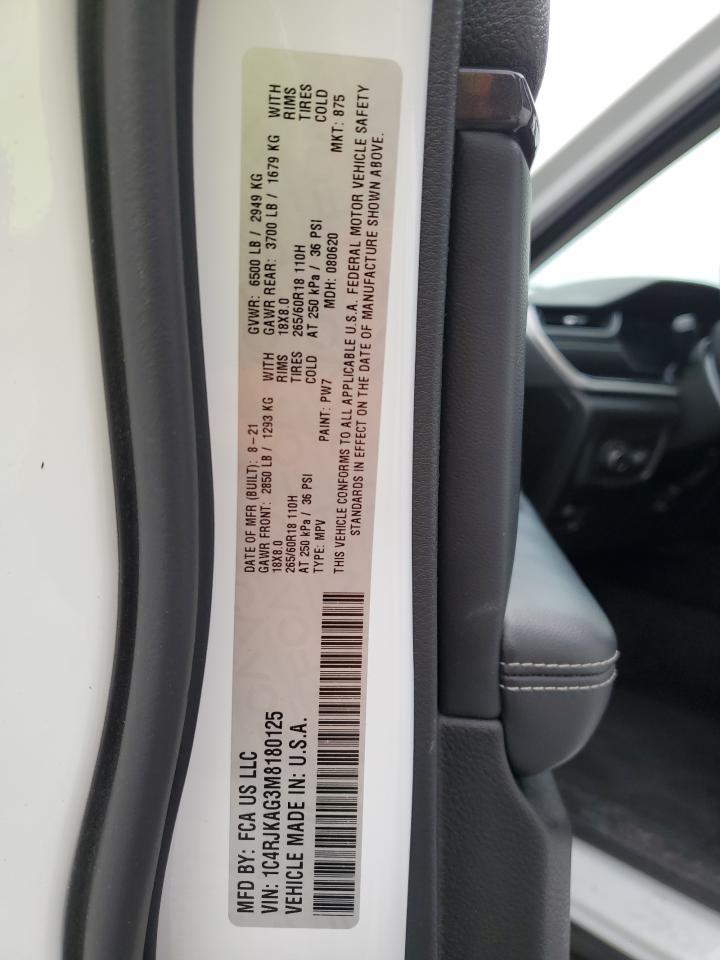 MFD BY: FCA US LLC
VIN: 1C4RJKAG3M8180125
VEHICLE MADE IN: U.S.A.
DATE OF MFR (BUILT): 8-21 GVWR: 6500 LB / 2949 KG
GAWR FRONT: 2850 LB / 1293 KG WITH GAWR REAR: 3700 LB / 1679 KG WITH
18X8.0 RIMS 18X8.0 RIMS
265/60R18 110H TIRES 265/60R18 110H TIRES
AT 250 kPa / 36 PSI COLD AT 250 kPa / 36 PSI COLD
TYPE: MPV PAINT: PW7 MDH: 080620 MKT: 875
THIS VEHICLE CONFORMS TO ALL APPLICABLE U.S.A. FEDERAL MOTOR VEHICLE SAFETY
STANDARDS IN EFFECT ON THE DATE OF MANUFACTURE SHOWN ABOVE.